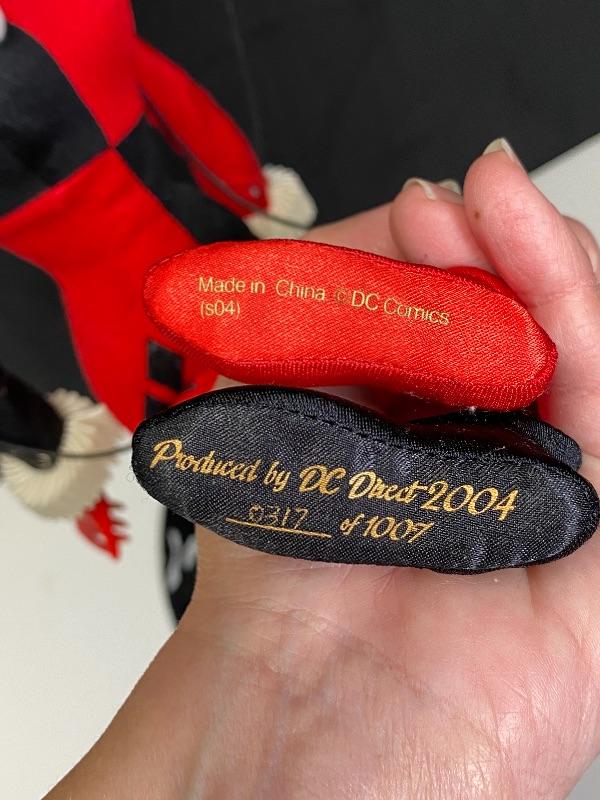 Made in China © DC Comics
(s04)
Produced by DC Direct 2004
0317 of 1007